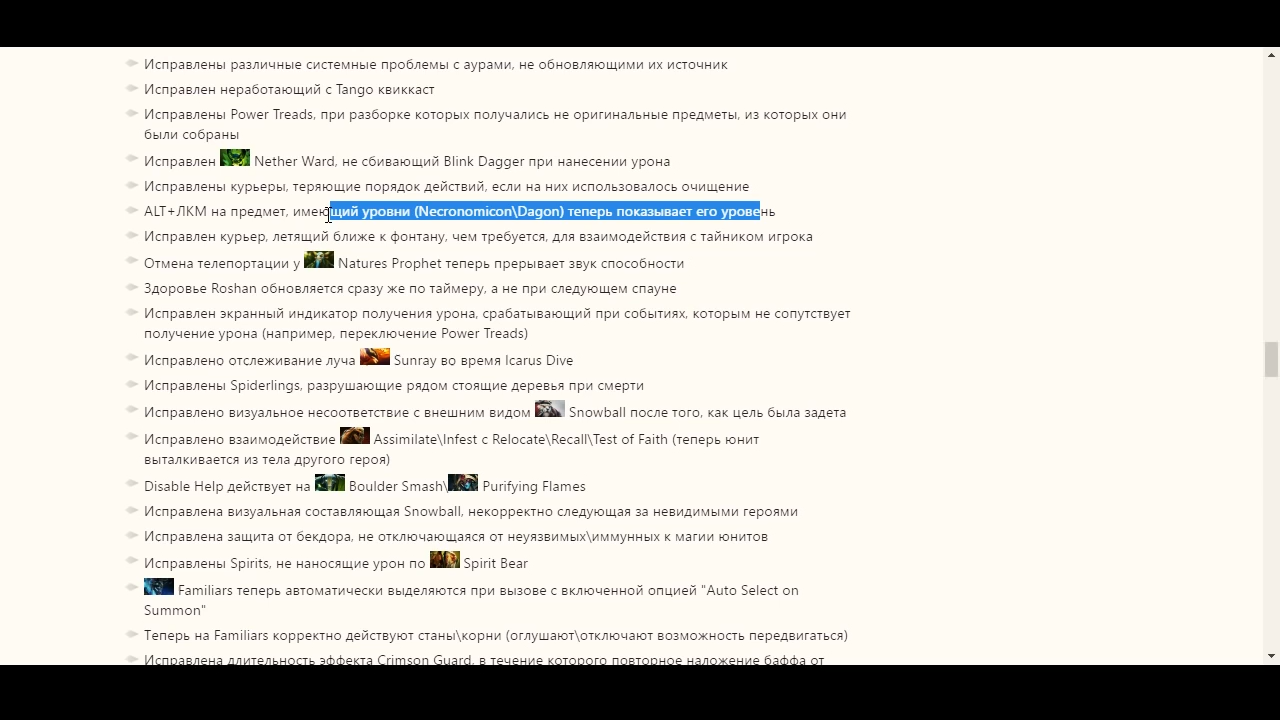 Исправлены различные системные проблемы с аурами, не обновляющими их источник
Исправлен неработающий с Tango квиккаст
Исправлены Power Treads, при разборке которых получались не оригинальные предметы, из которых они
были собраны
Исправлен Nether Ward, не сбивающий Blink Dagger при нанесении урона
Исправлены курьеры, теряющие порядок действий, если на них использовалось очищение
ALT+ЛКМ на предмет, имеющий уровни (Necronomicon\Dagon) теперь показывает его уровень
Исправлен курьер, летящий ближе к фонтану, чем требуется, для взаимодействия с тайником игрока
Отмена телепортации у Natures Prophet теперь прерывает звук способности
Здоровье Roshan обновляется сразу же по таймеру, а не при следующем спауне
Исправлен экранный индикатор получения урона, срабатывающий при событиях, которым не сопутствует
получение урона (например, переключение Power Treads)
Исправлено отслеживание луча Sunray во время Icarus Dive
Исправлены Spiderlings, разрушающие рядом стоящие деревья при смерти
Исправлено визуальное несоответствие с внешним видом Snowball после того, как цель была задета
Исправлено взаимодействие Assimilate\Infest с Relocate\Recall\Test of Faith (теперь юнит
выталкивается из тела другого героя)
Disable Help действует на Boulder Smash\ Purifying Flames
Исправлена визуальная составляющая Snowball, некорректно следующая за невидимыми героями
Исправлена защита от бекдора, не отключающаяся от неуязвимых\иммунных к магии юнитов
Исправлены Spirits, не наносящие урон по Spirit Bear
Familiars теперь автоматически выделяются при вызове с включенной опцией "Auto Select on
Summon"
Теперь на Familiars корректно действуют станы\корни (оглушают\отключают возможность передвигаться)
Исправлена длительность эффекта Crimson Guard, в течение которого повторное наложение баффа от